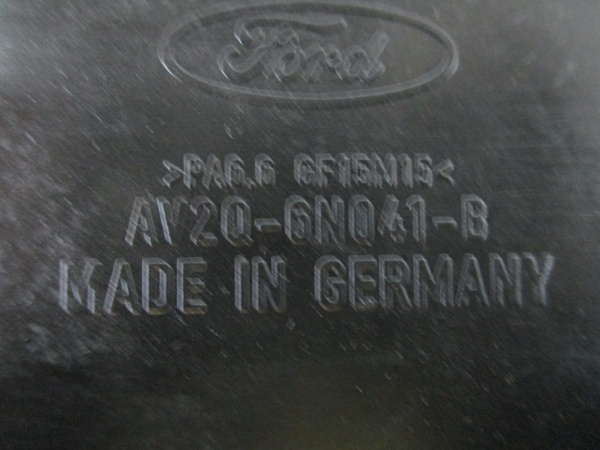 Ford
>PA6.6 GF15M15<
AV2Q-6N041-B
MADE IN GERMANY